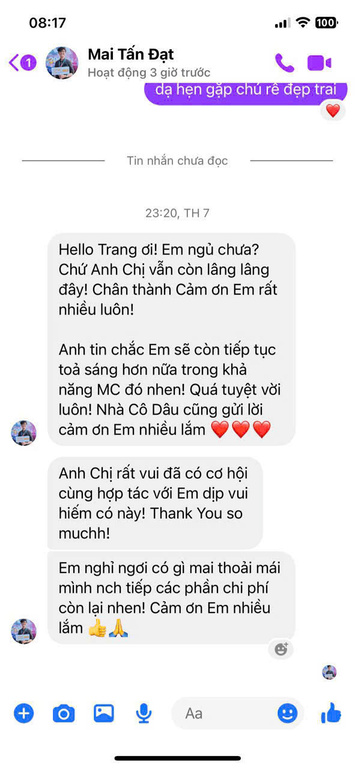 08:17
100
1
Mai Tấn Đạt
Hoạt động 3 giờ trước
dạ hẹn gặp chú rể đẹp trai
Tin nhắn chưa đọc
23:20, TH 7
Hello Trang ơi! Em ngủ chưa?
Chứ Anh Chị vẫn còn lâng lâng
đây! Chân thành Cảm ơn Em rất
nhiều luôn!
Anh tin chắc Em sẽ còn tiếp tục
toả sáng hơn nữa trong khả
năng MC đó nhen! Quá tuyệt vời
luôn! Nhà Cô Dâu cũng gửi lời
cảm ơn Em nhiều lắm ❤️❤️❤️
Anh Chị rất vui đã có cơ hội
cùng hợp tác với Em dịp vui
hiếm có này! Thank You so
muchh!
Em nghỉ ngơi có gì mai thoải mái
mình nch tiếp các phần chi phí
còn lại nhen! Cảm ơn Em nhiều
lắm 👍🙏
Aa